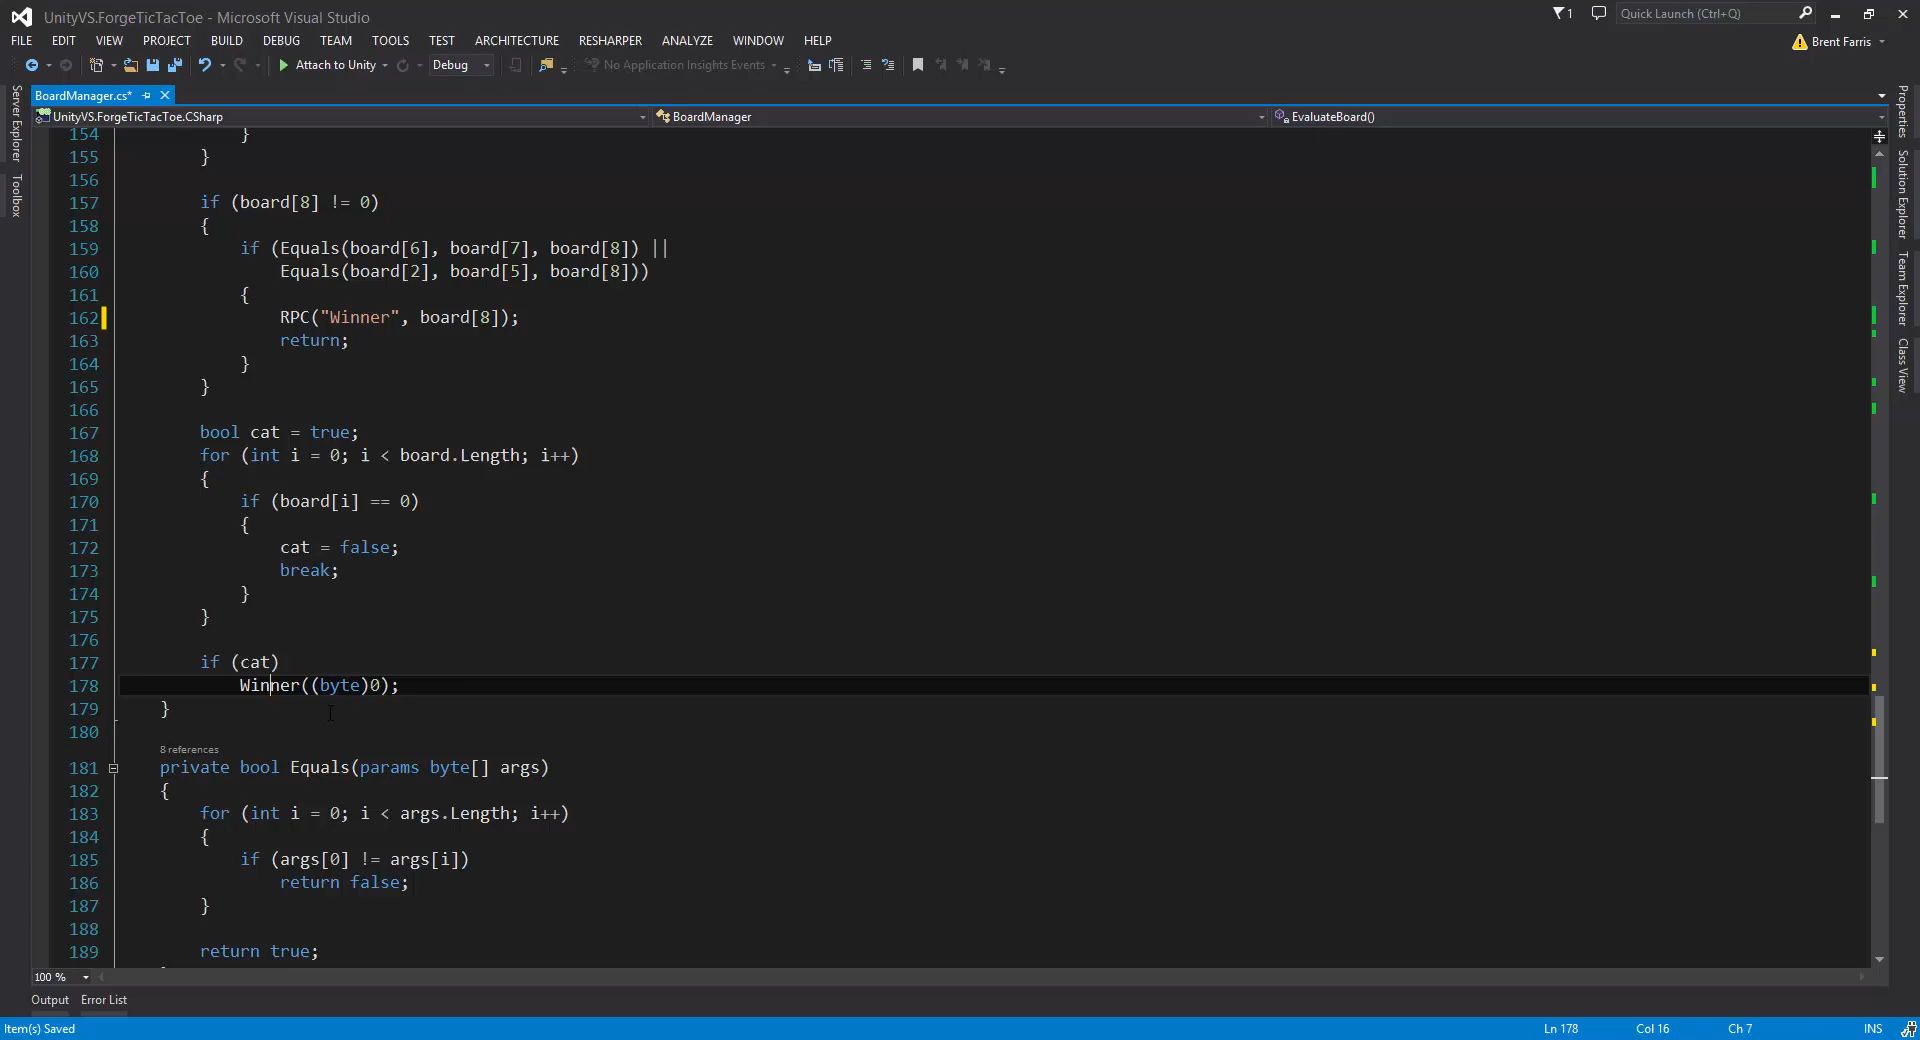 UnityVS.ForgeTicTacToe - Microsoft Visual Studio
1
Quick Launch (Ctrl+Q)
FILE EDIT VIEW PROJECT BUILD DEBUG TEAM TOOLS TEST ARCHITECTURE RESHARPER ANALYZE WINDOW HELP
Brent Farris
Attach to Unity
Debug
No Application Insights Events
Server Explorer
Toolbox
BoardManager.cs*
UnityVS.ForgeTicTacToe.CSharp
BoardManager
EvaluateBoard()
154 }
155 }
156
157 if (board[8] != 0)
158 {
159 if (Equals(board[6], board[7], board[8]) ||
160 Equals(board[2], board[5], board[8]))
161 {
162 RPC("Winner", board[8]);
163 return;
164 }
165 }
166
167 bool cat = true;
168 for (int i = 0; i < board.Length; i++)
169 {
170 if (board[i] == 0)
171 {
172 cat = false;
173 break;
174 }
175 }
176
177 if (cat)
178 Winner((byte)0);
179 }
180
8 references
181 private bool Equals(params byte[] args)
182 {
183 for (int i = 0; i < args.Length; i++)
184 {
185 if (args[0] != args[i])
186 return false;
187 }
188
189 return true;
Properties
Solution Explorer
Team Explorer
Class View
100 %
Output Error List
Item(s) Saved
Ln 178
Col 16
Ch 7
INS